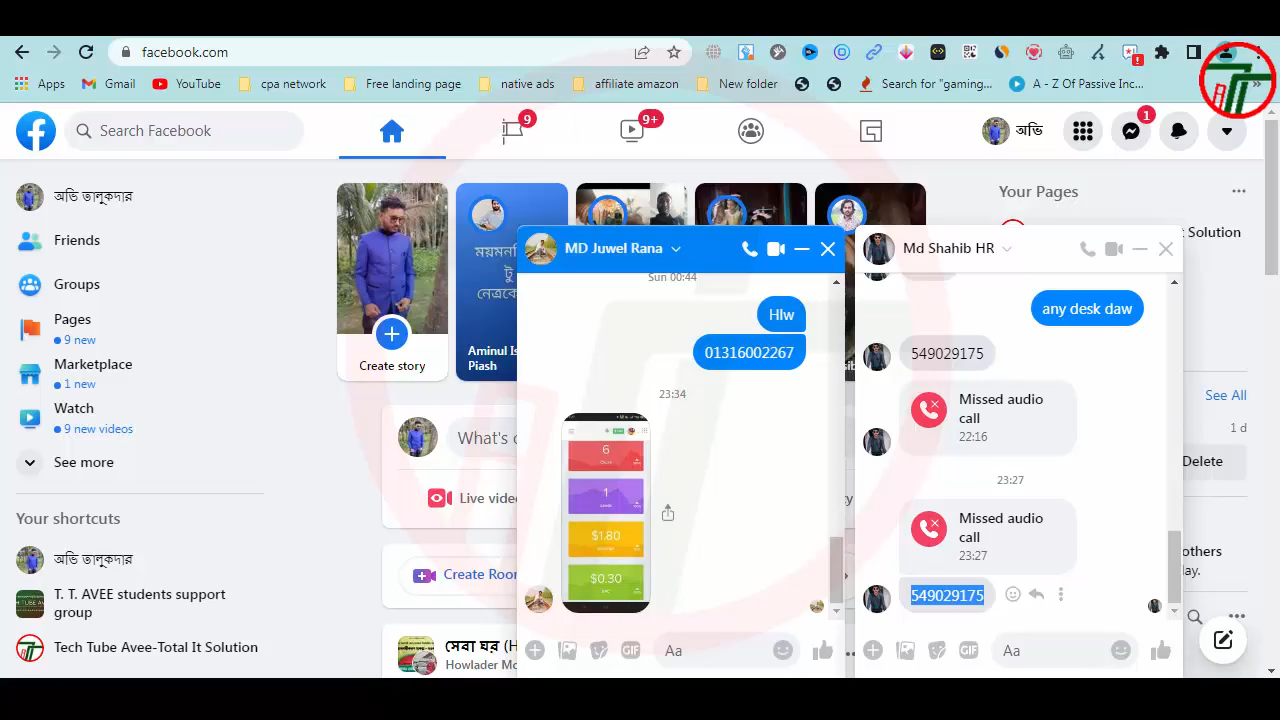 facebook.com
Apps
Gmail
YouTube
cpa network
Free landing page
native ads
affiliate amazon
New folder
Search for "gaming...
A - Z Of Passive Inc...
Search Facebook
9
9+
অভি
1
অভি তালুকদার
Friends
Groups
Pages
9 new
Marketplace
1 new
Watch
9 new videos
See more
Your shortcuts
অভি তালুকদার
T. T. AVEE students support
group
Tech Tube Avee-Total It Solution
Create story
Aminul Is
Piash
What's
Live video
Create Room
সেবা ঘর (H
Howlader Mo
MD Juwel Rana
Sun 00:44
Hlw
01316002267
23:34
6
1
$1.80
$0.30
Aa
GIF
Md Shahib HR
any desk daw
549029175
Missed audio
call
22:16
23:27
Missed audio
call
23:27
549029175
GIF
Aa
Your Pages
t Solution
See All
1 d
Delete
others